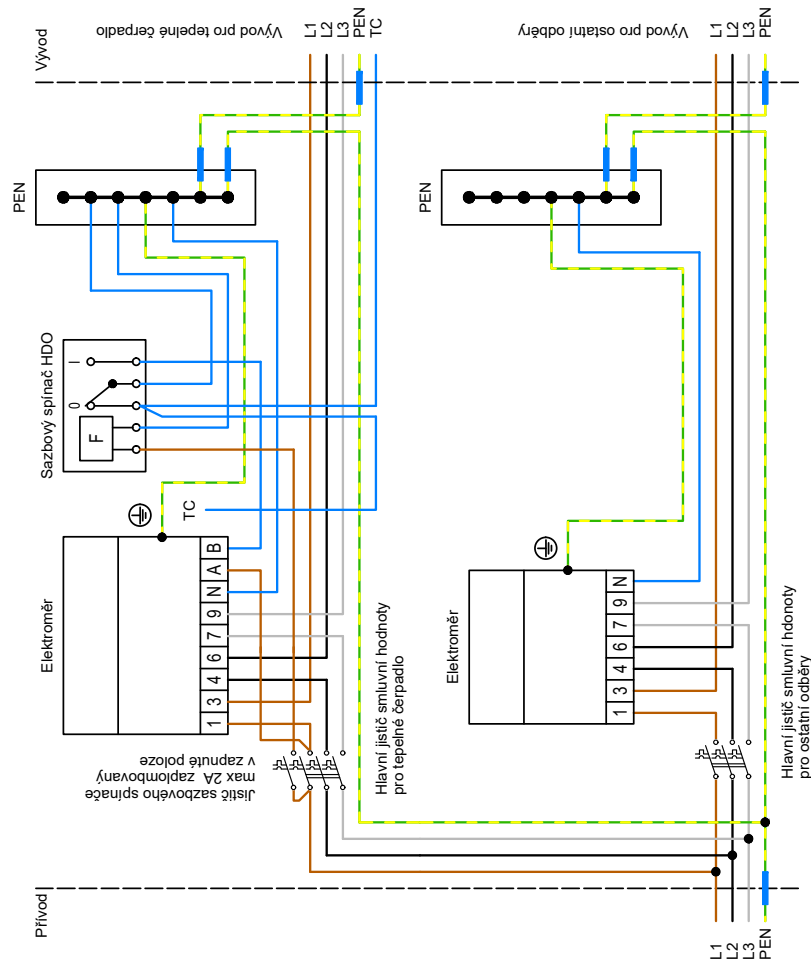 Přívod
Vývod
Vývod pro tepelné čerpadlo
L1
L2
L3
PEN
TC
PEN
Sazbový spínač HDO
0
I
F
TC
Elektroměr
1
3
4
6
7
9
N
A
B
Jistič sazbového spínače
max 2A zaplombovaný
v zapnuté poloze
Hlavní jistič smluvní hodnoty
pro tepelné čerpadlo
Vývod pro ostatní odběry
L1
L2
L3
PEN
PEN
Elektroměr
1
3
4
6
7
9
N
Hlavní jistič smluvní hdonoty
pro ostatní odběry
L1
L2
L3
PEN